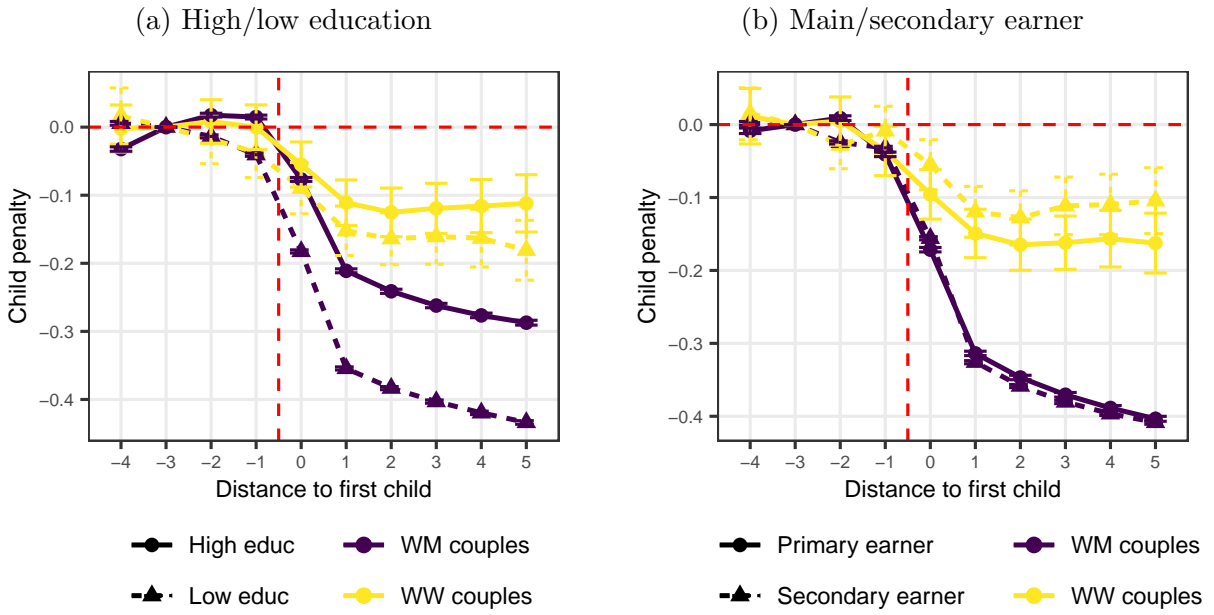 (a) High/low education
0.0
−0.1
−0.2
−0.3
−0.4
Child penalty
−4 −3 −2 −1 0 1 2 3 4 5
Distance to first child
High educ
WM couples
Low educ
WW couples
(b) Main/secondary earner
0.0
−0.1
−0.2
−0.3
−0.4
Child penalty
−4 −3 −2 −1 0 1 2 3 4 5
Distance to first child
Primary earner
WM couples
Secondary earner
WW couples